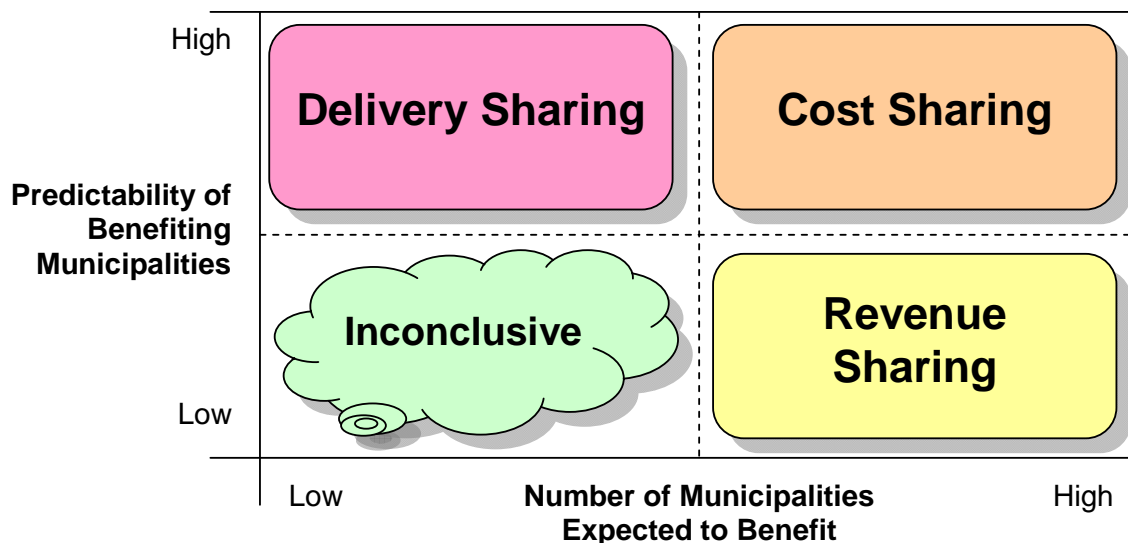 High
Delivery Sharing
Cost Sharing
Predictability of
Benefiting
Municipalities
Inconclusive
Revenue
Sharing
Low
Low
Number of Municipalities
Expected to Benefit
High